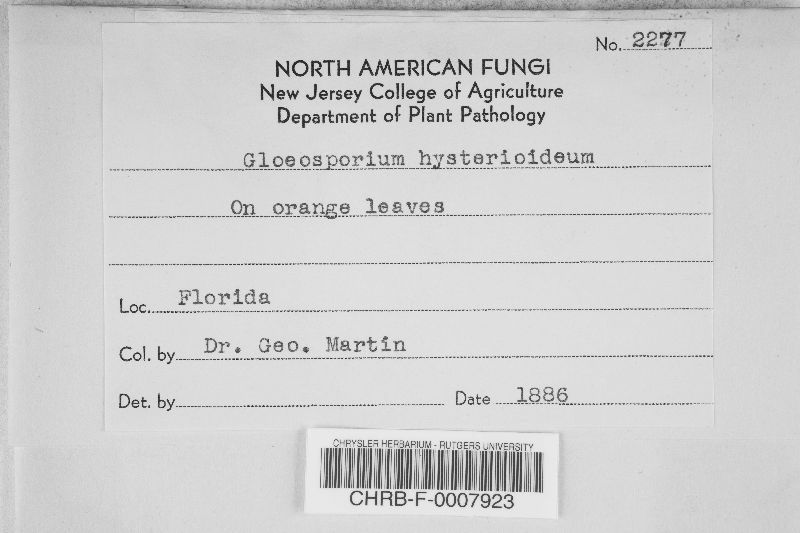 No. 2277
NORTH AMERICAN FUNGI
New Jersey College of Agriculture
Department of Plant Pathology
Gloeosporium hysterioideum
On orange leaves
Loc. Florida
Col. by Dr. Geo. Martin
Det. by Date 1886
CHRYSLER HERBARIUM - RUTGERS UNIVERSITY
CHRB-F-0007923